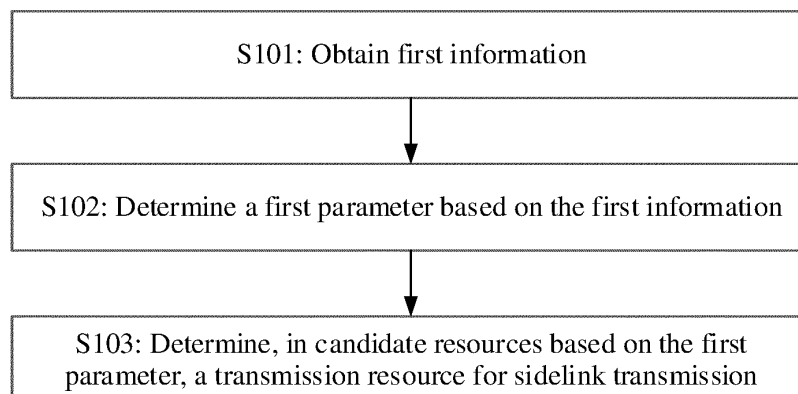 S101: Obtain first information
S102: Determine a first parameter based on the first information
S103: Determine, in candidate resources based on the first
parameter, a transmission resource for sidelink transmission